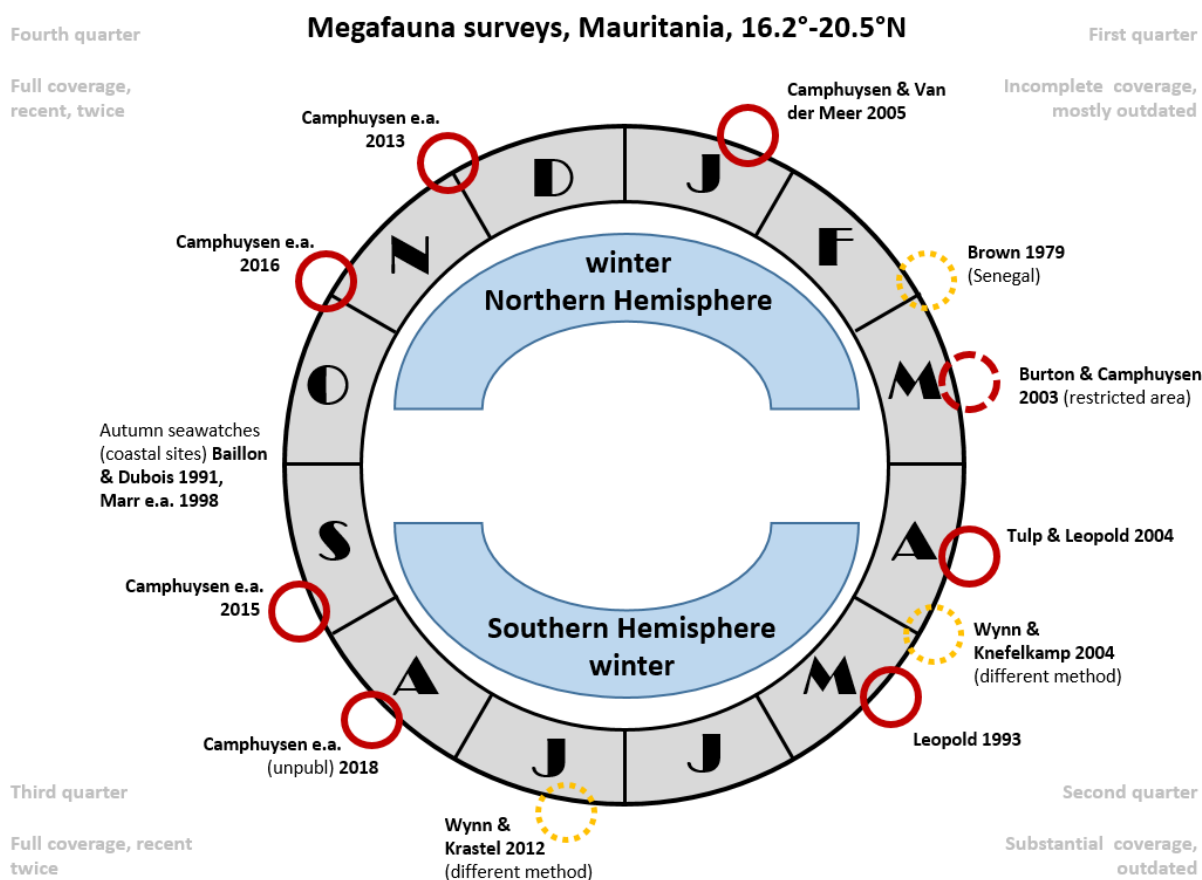 Megafauna surveys, Mauritania, 16.2°-20.5°N
Fourth quarter
Full coverage,
recent, twice
First quarter
Incomplete coverage,
mostly outdated
Camphuysen & Van
der Meer 2005
Camphuysen e.a.
2013
Camphuysen e.a.
2016
Brown 1979
(Senegal)
Burton & Camphuysen
2003 (restricted area)
Autumn seawatches
(coastal sites) Baillon
& Dubois 1991,
Marr e.a. 1998
Tulp & Leopold 2004
Camphuysen e.a.
2015
Wynn &
Knefelkamp 2004
(different method)
Leopold 1993
Camphuysen e.a.
(unpubl) 2018
Wynn &
Krastel 2012
(different method)
J
F
M
A
M
J
J
A
S
O
N
D
winter
Northern Hemisphere
Southern Hemisphere
winter
Third quarter
Full coverage, recent
twice
Second quarter
Substantial coverage,
outdated